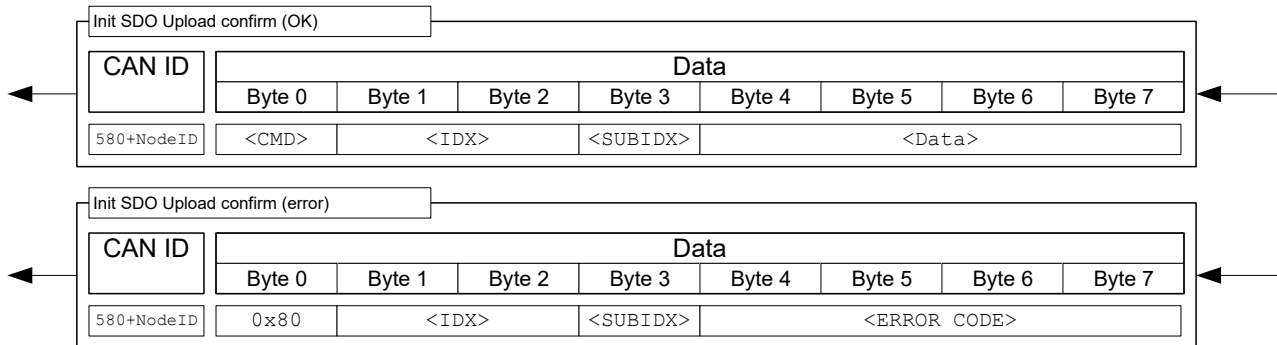 Init SDO Upload confirm (OK)
CAN ID Data
Byte 0 Byte 1 Byte 2 Byte 3 Byte 4 Byte 5 Byte 6 Byte 7
580+NodeID <CMD> <IDX> <SUBIDX> <Data>
Init SDO Upload confirm (error)
CAN ID Data
Byte 0 Byte 1 Byte 2 Byte 3 Byte 4 Byte 5 Byte 6 Byte 7
580+NodeID 0x80 <IDX> <SUBIDX> <ERROR CODE>